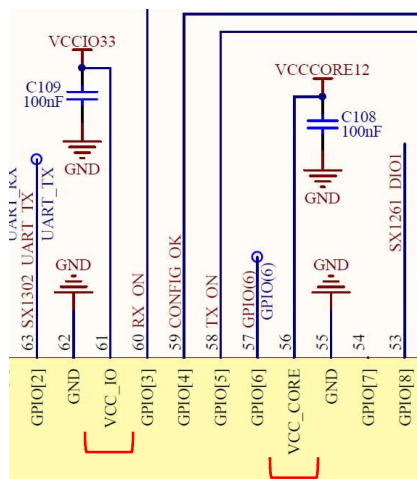 VCCIO33
C109
100nF
GND
VCCCORE12
C108
100nF
GND
UART_RX
SX1302_UART_TX
UART_TX
GND
RX_ON
CONFIG_OK
TX_ON
GPIO(6)
GPIO(6)
GND
SX1261_DIO1
63
62
61
60
59
58
57
56
55
54
53
GPIO[2]
GND
VCC_IO
GPIO[3]
GPIO[4]
GPIO[5]
GPIO[6]
VCC_CORE
GND
GPIO[7]
GPIO[8]